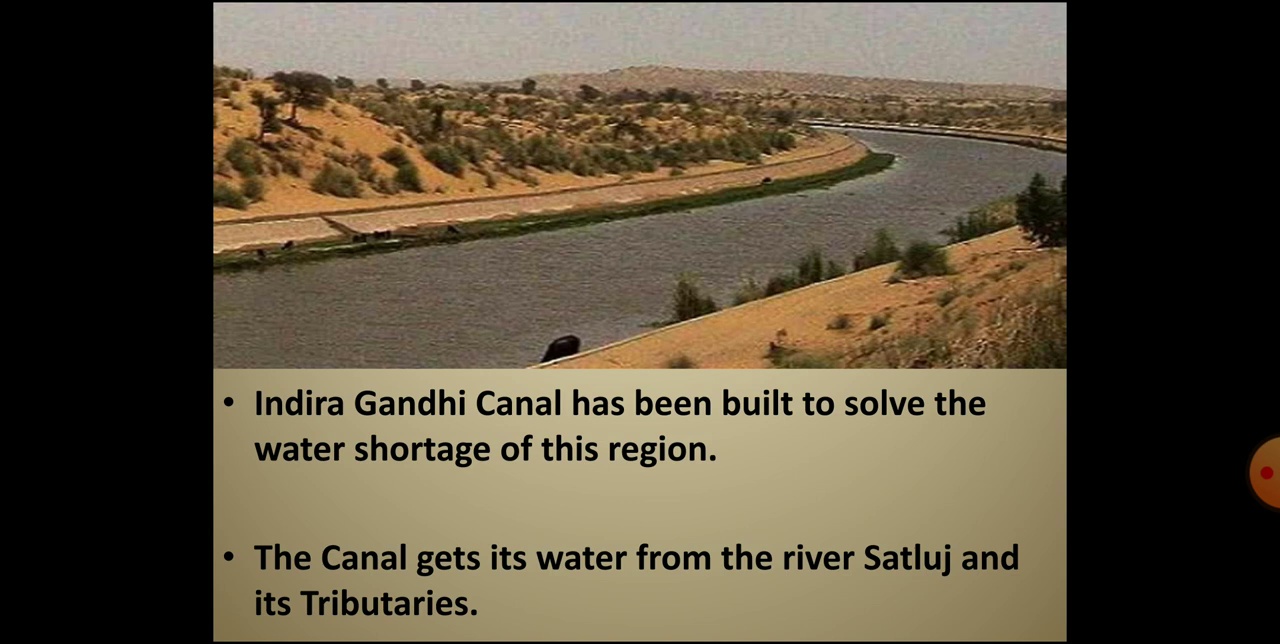 • Indira Gandhi Canal has been built to solve the
water shortage of this region.
• The Canal gets its water from the river Satluj and
its Tributaries.